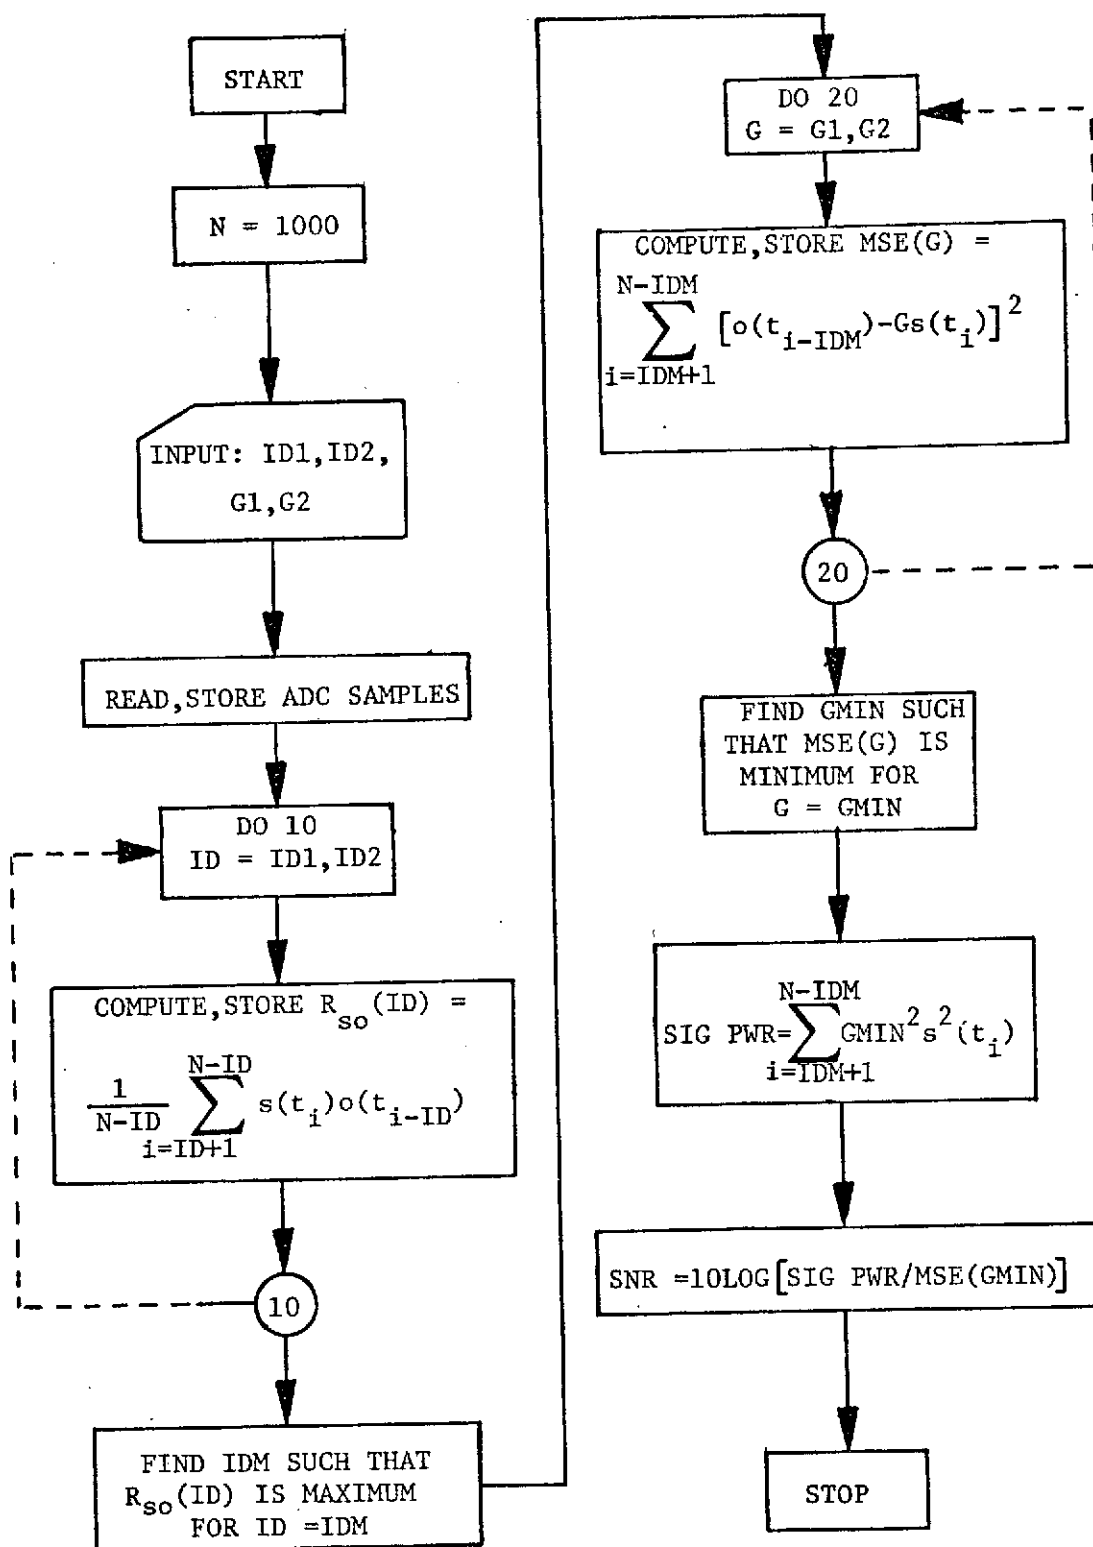 START
N = 1000
INPUT: ID1,ID2,
G1,G2
READ,STORE ADC SAMPLES
DO 10
ID = ID1,ID2
COMPUTE,STORE R_so(ID) =
1/(N-ID) ∑_{i=ID+1}^{N-ID} s(t_i)o(t_{i-ID})
10
FIND IDM SUCH THAT
R_so(ID) IS MAXIMUM
FOR ID =IDM
DO 20
G = G1,G2
COMPUTE,STORE MSE(G) =
∑_{i=IDM+1}^{N-IDM} [o(t_{i-IDM})-Gs(t_i)]^2
20
FIND GMIN SUCH
THAT MSE(G) IS
MINIMUM FOR
G = GMIN
SIG PWR=∑_{i=IDM+1}^{N-IDM} GMIN^2s^2(t_i)
SNR =10LOG[SIG PWR/MSE(GMIN)]
STOP